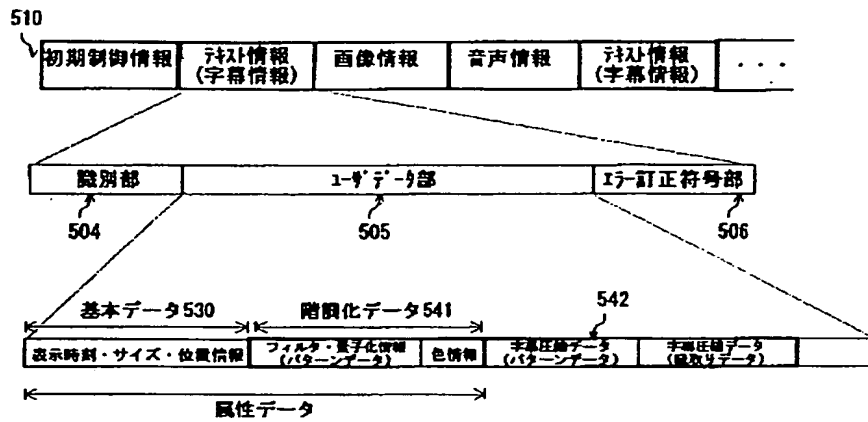 510
初期制御情報 テキスト情報 画像情報 音声情報 テキスト情報 ...
(字幕情報) (字幕情報)
識別部 ユーザデータ部 エラー訂正符号部
504 505 506
基本データ530 階調化データ541 542
表示時刻・サイズ・位置情報 フィルタ・量子化情報 色情報 字幕圧縮データ 字幕圧縮データ
(パターンデータ) (パターンデータ) (縁取りデータ)
属性データ